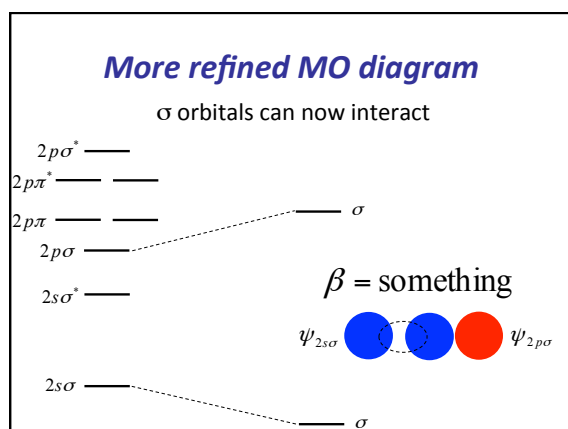 More refined MO diagram
σ orbitals can now interact
2pσ*
2pπ*
2pπ
2pσ
σ
2sσ*
β = something
ψ2sσ
ψ2pσ
2sσ
σ